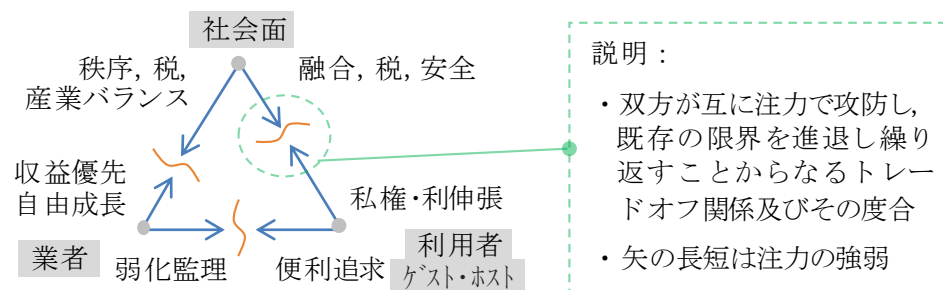 社会面
秩序, 税,
産業バランス
融合, 税, 安全
収益優先
自由成長
私権・利伸張
業者
弱化監理
便利追求
利用者
ｹﾞｽﾄ・ﾎｽﾄ
説明：
・双方が互に注力で攻防し,
既存の限界を進退し繰り
返すことからなるトレー
ドオフ関係及びその度合
・矢の長短は注力の強弱